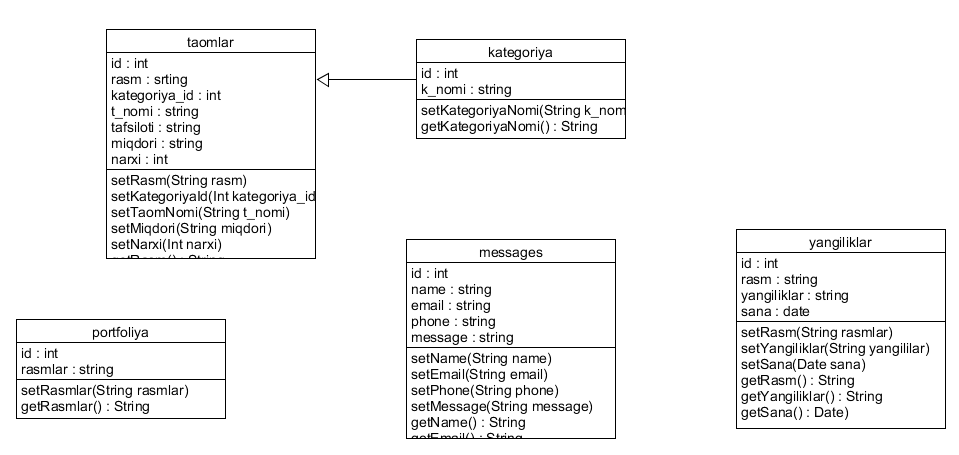 taomlar
id : int
rasm : srting
kategoriya_id : int
t_nomi : string
tafsiloti : string
miqdori : string
narxi : int
setRasm(String rasm)
setKategoriyaId(Int kategoriya_id
setTaomNomi(String t_nomi)
setMiqdori(String miqdori)
setNarxi(Int narxi)
kategoriya
id : int
k_nomi : string
setKategoriyaNomi(String k_nom
getKategoriyaNomi() : String
portfoliya
id : int
rasmlar : string
setRasmlar(String rasmlar)
getRasmlar() : String
messages
id : int
name : string
email : string
phone : string
message : string
setName(String name)
setEmail(String email)
setPhone(String phone)
setMessage(String message)
getName() : String
getEmail() : String
yangiliklar
id : int
rasm : string
yangiliklar : string
sana : date
setRasm(String rasmlar)
setYangiliklar(String yangililar)
setSana(Date sana)
getRasm() : String
getYangiliklar() : String
getSana() : Date)